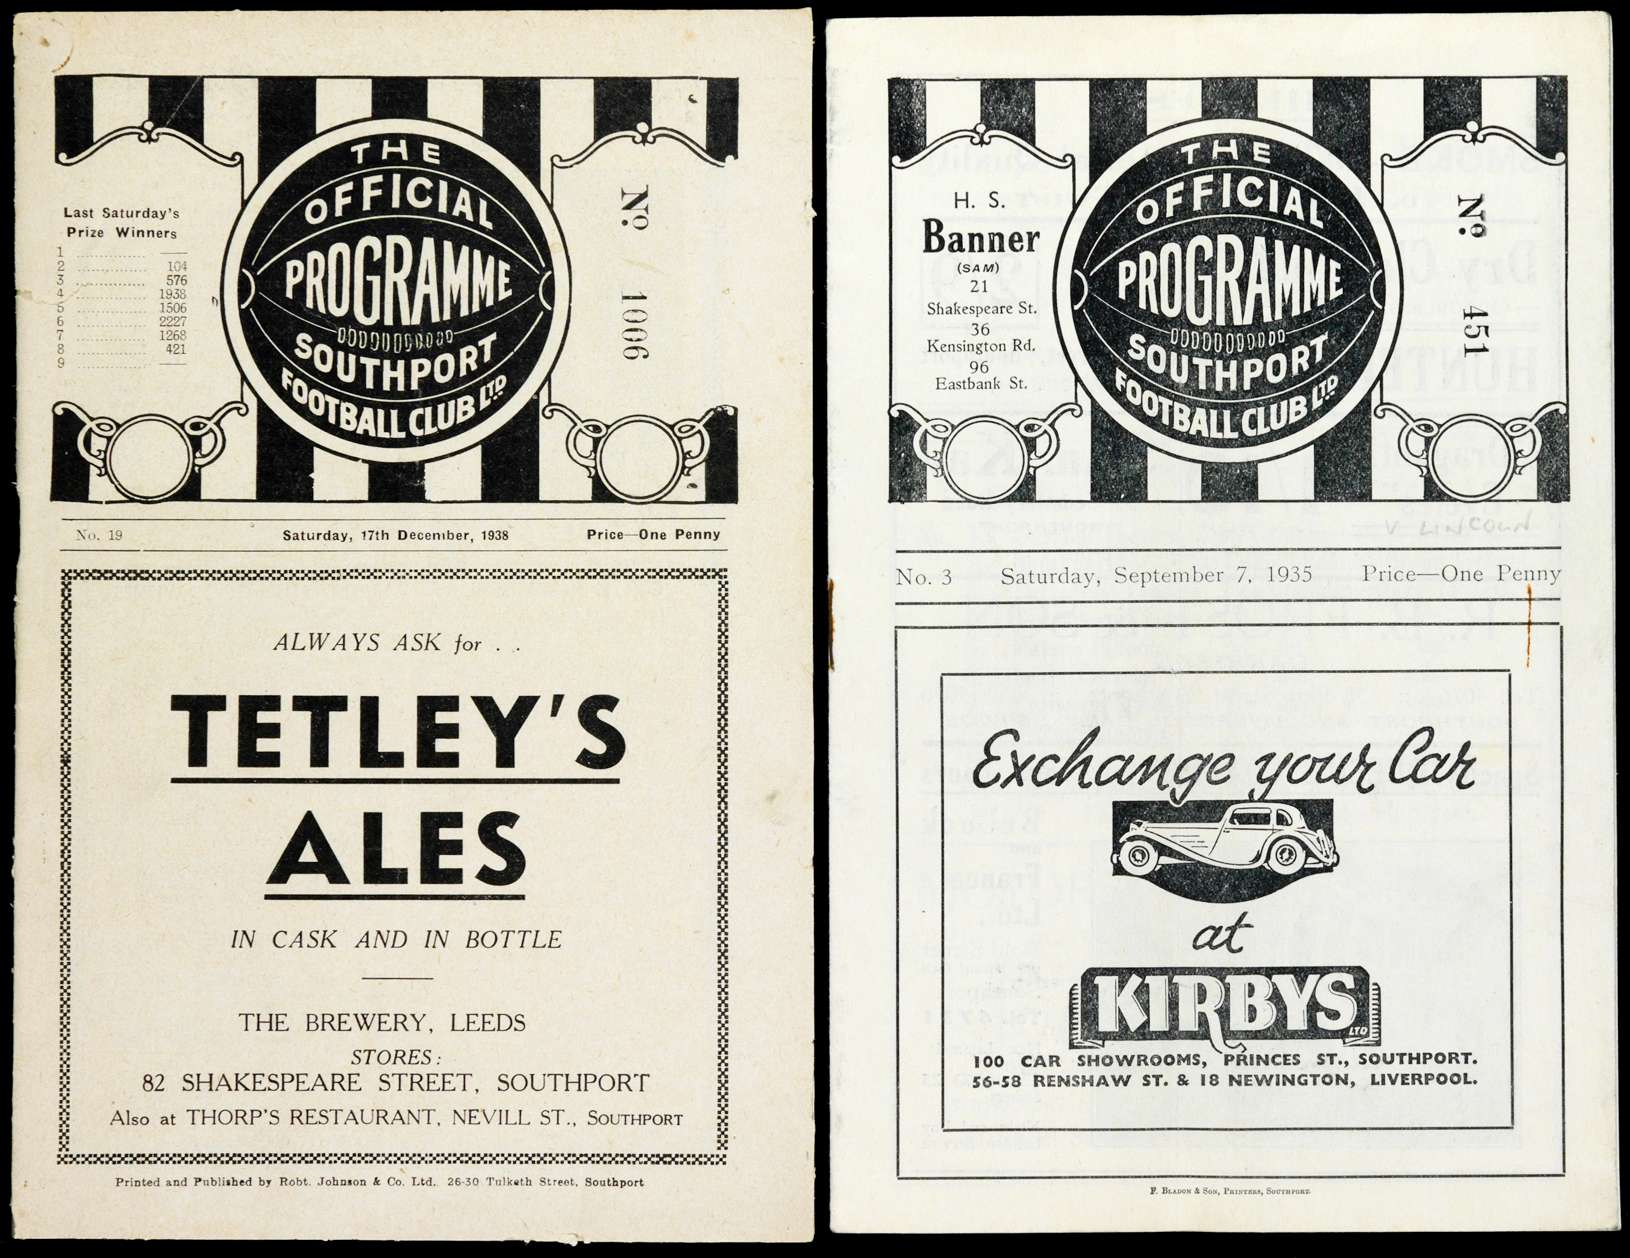 THE
OFFICIAL
PROGRAMME
SOUTHPORT
FOOTBALL CLUB LTD
Last Saturday's
Prize Winners
1 ............... ——
2 ............... 104
3 ............... 576
4 ............... 1938
5 ............... 1506
6 ............... 2227
7 ............... 1268
8 ............... 421
9 ............... ——
No. 1006
No. 19 Saturday, 17th December, 1938 Price—One Penny
ALWAYS ASK for . .
TETLEY'S
ALES
IN CASK AND IN BOTTLE
THE BREWERY, LEEDS
STORES:
82 SHAKESPEARE STREET, SOUTHPORT
Also at THORP'S RESTAURANT, NEVILL ST., SOUTHPORT
Printed and Published by Robt. Johnson & Co. Ltd., 26-30 Tulketh Street, Southport
THE
OFFICIAL
PROGRAMME
SOUTHPORT
FOOTBALL CLUB LTD
H. S.
Banner
(SAM)
21
Shakespeare St.
36
Kensington Rd.
96
Eastbank St.
No. 451
v Lincoln
No. 3 Saturday, September 7, 1935 Price—One Penny
Exchange your Car
at
KIRBYS LTD
100 CAR SHOWROOMS, PRINCES ST., SOUTHPORT.
56-58 RENSHAW ST. & 18 NEWINGTON, LIVERPOOL.
F. BLADON & SON, PRINTERS, SOUTHPORT.